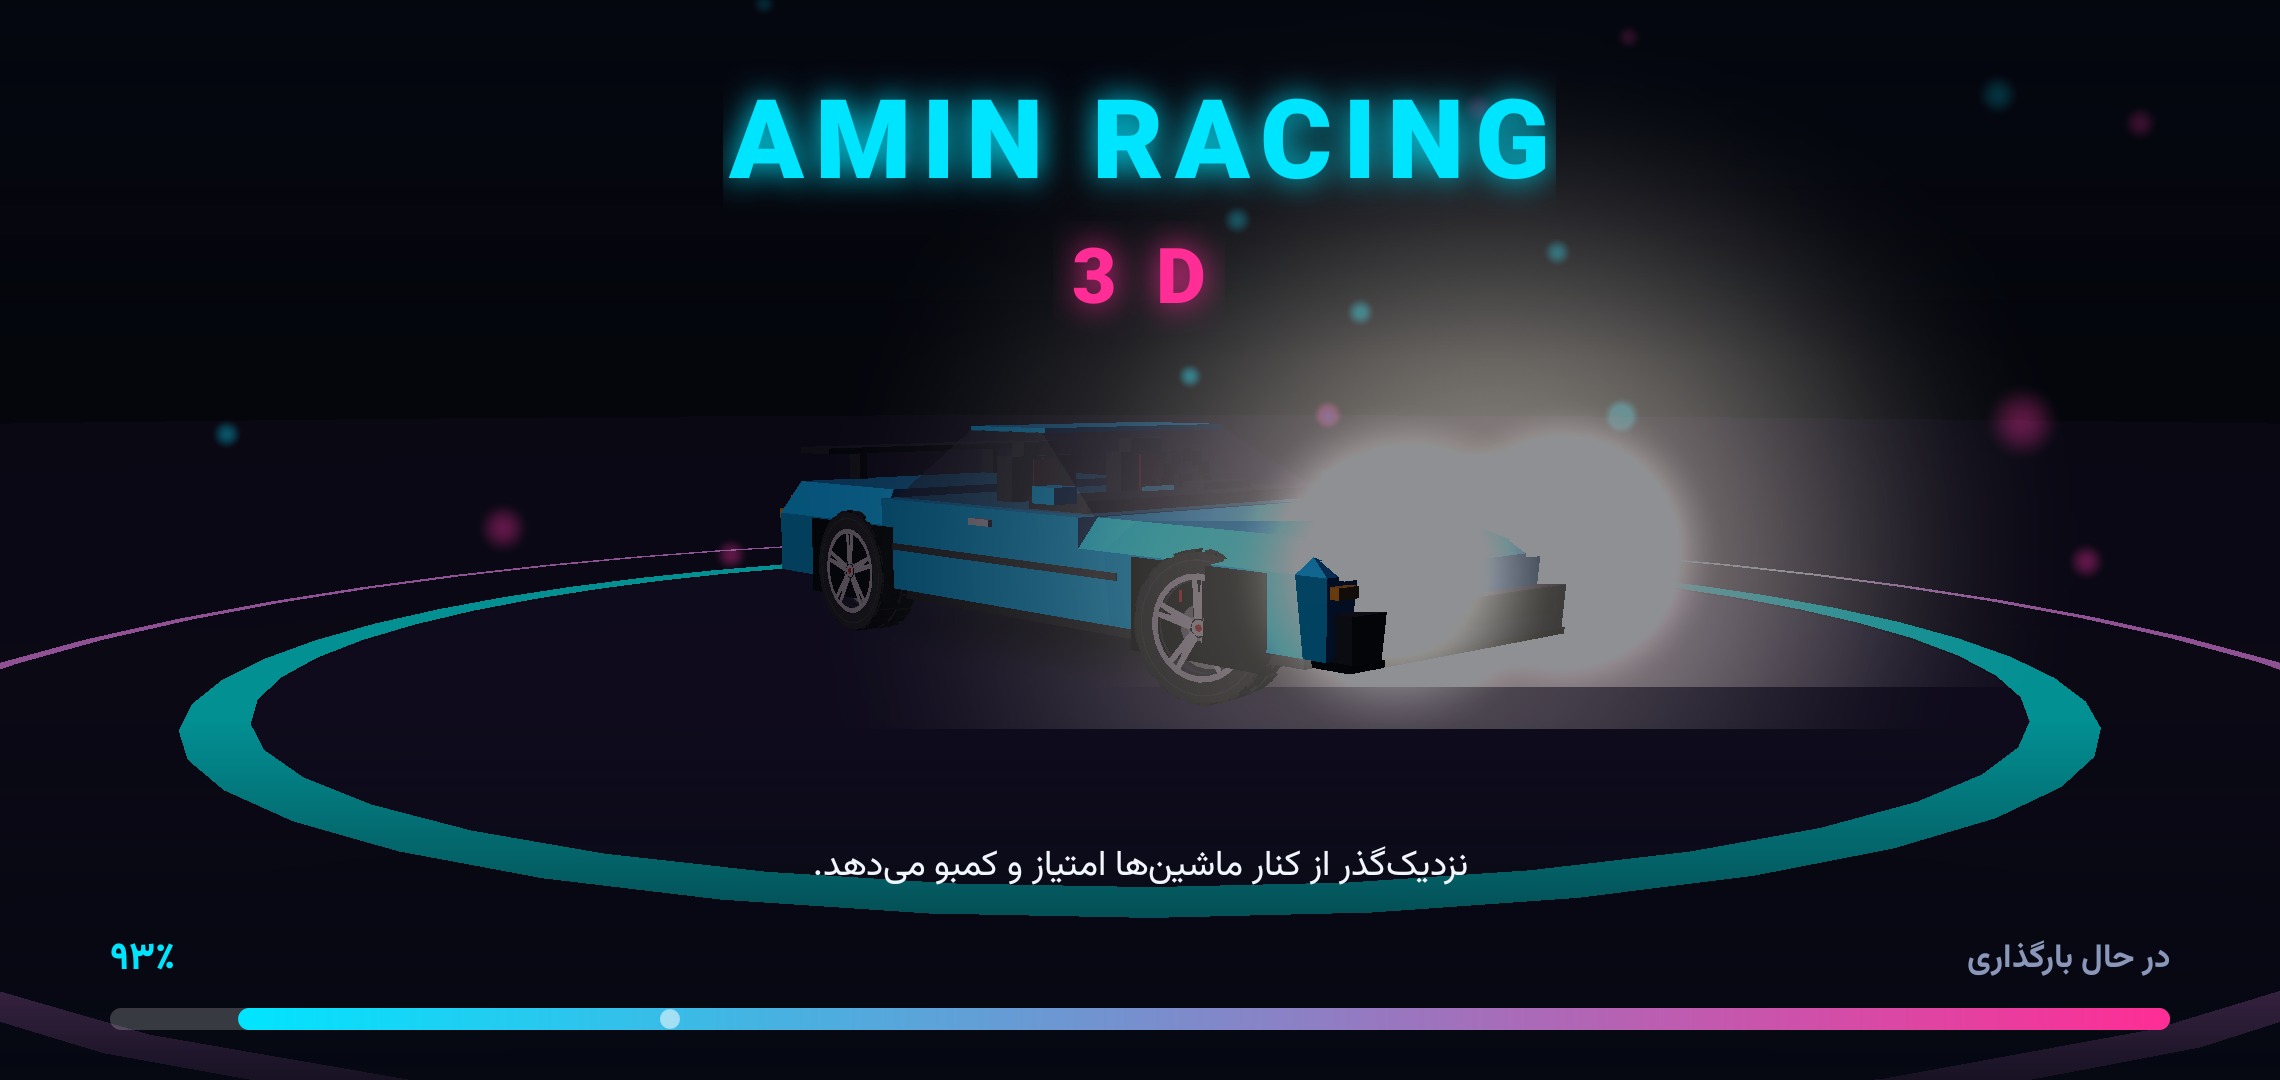 AMIN RACING
3 D
نزدیک‌گذر از کنار ماشین‌ها امتیاز و کمبو می‌دهد.
در حال بارگذاری
۹۳٪